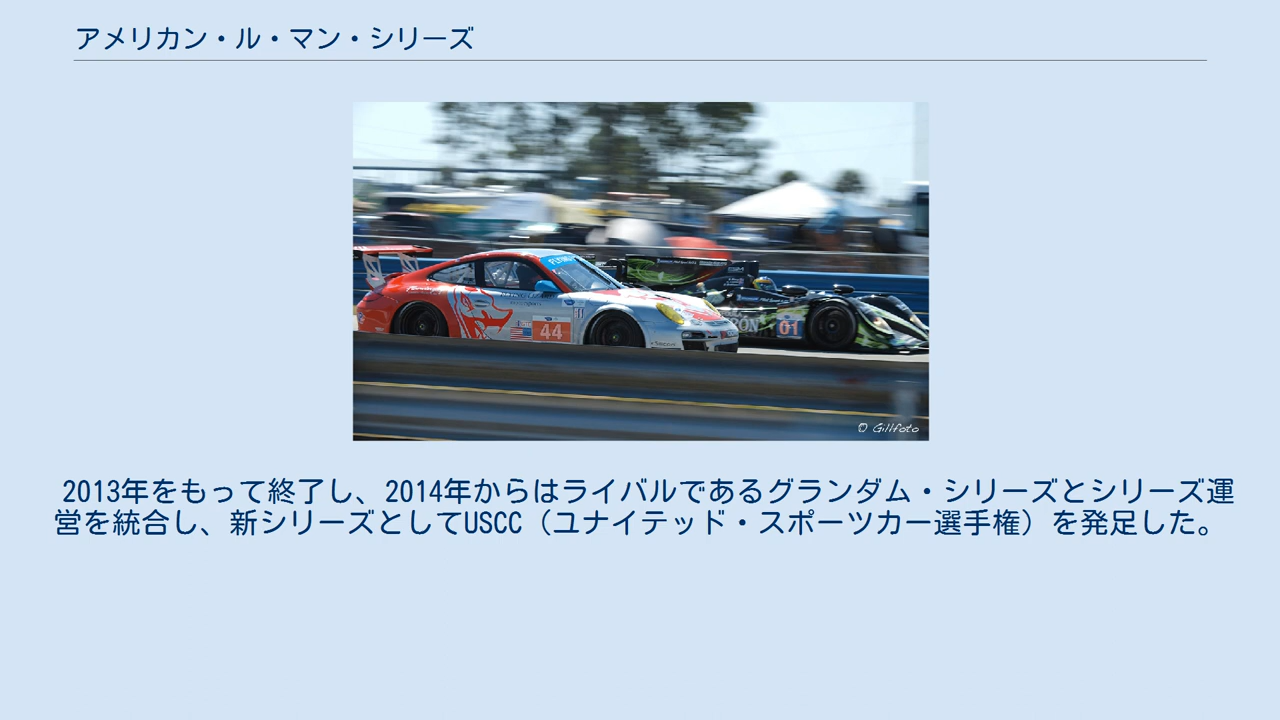 アメリカン・ル・マン・シリーズ
44
01
© Gillfoto
2013年をもって終了し、2014年からはライバルであるグランダム・シリーズとシリーズ運
営を統合し、新シリーズとしてUSCC（ユナイテッド・スポーツカー選手権）を発足した。